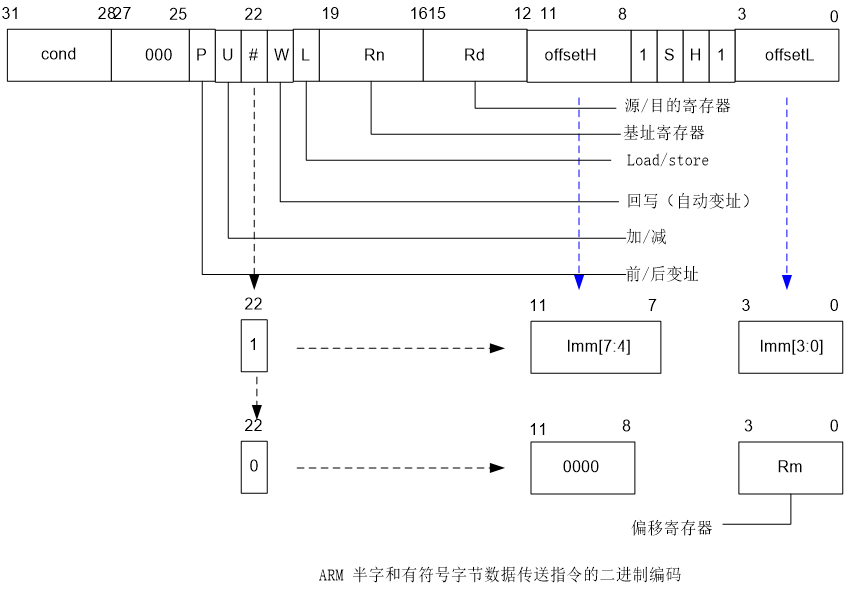 31 28 27 25 22 19 16 15 12 11 8 3 0
cond 000 P U # W L Rn Rd offsetH 1 S H 1 offsetL
源/目的寄存器
基址寄存器
Load/store
回写（自动变址）
加/减
前/后变址
22 11 7 3 0
1 Imm[7:4] Imm[3:0]
22 11 8 3 0
0 0000 Rm
偏移寄存器
ARM 半字和有符号字节数据传送指令的二进制编码